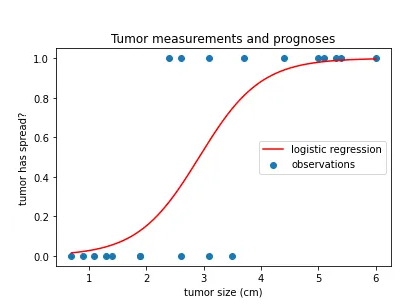 Tumor measurements and prognoses
1.0
0.8
0.6
0.4
0.2
0.0
tumor has spread?
logistic regression
observations
1 2 3 4 5 6
tumor size (cm)